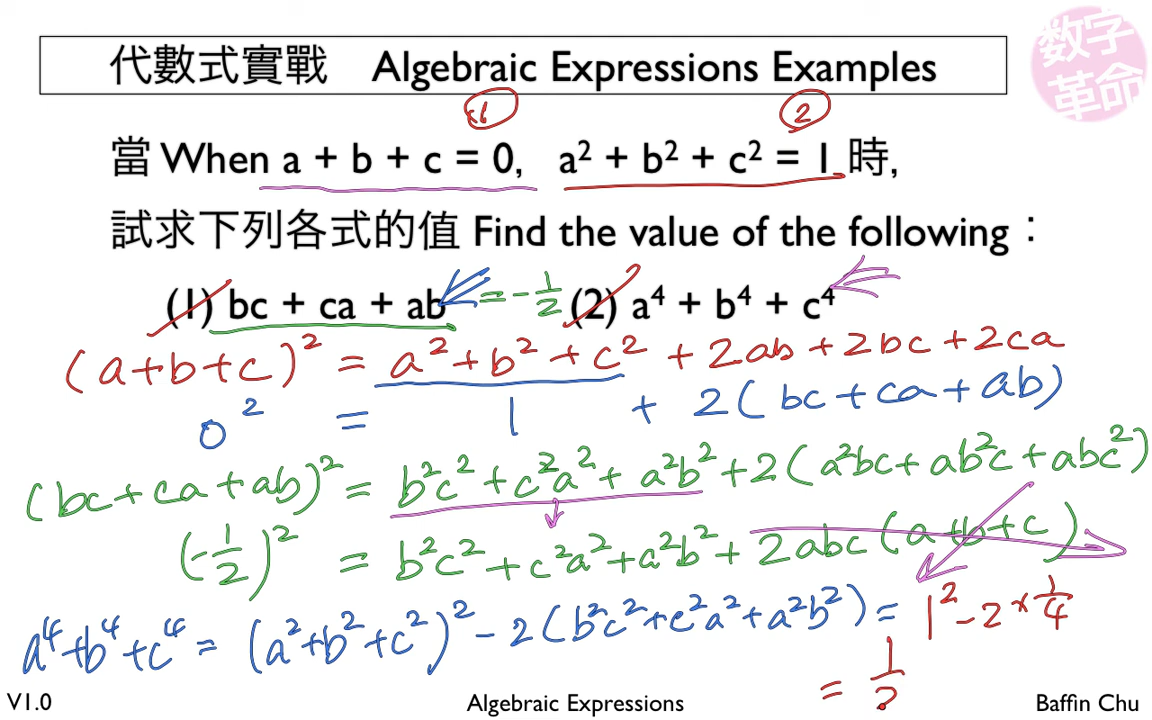 代數式實戰 Algebraic Expressions Examples
数字
革命
2
當 When a + b + c = 0, a² + b² + c² = 1 時,
試求下列各式的值 Find the value of the following：
(1) bc + ca + ab = -1/2 (2) a⁴ + b⁴ + c⁴
(a+b+c)² = a²+b²+c² + 2ab+2bc+2ca
0² = 1 + 2(bc+ca+ab)
(bc+ca+ab)² = b²c²+c²a²+a²b²+2(a²bc+ab²c+abc²)
(-1/2)² = b²c²+c²a²+a²b²+2abc(a+b+c)
a⁴+b⁴+c⁴ = (a²+b²+c²)²-2(b²c²+c²a²+a²b²) = 1²-2×1/4
= 1/2
V1.0 Algebraic Expressions Baffin Chu